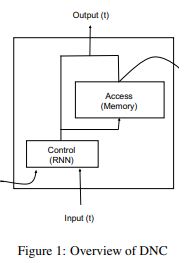 Output (t)
Access
(Memory)
Control
(RNN)
Input (t)
Figure 1: Overview of DNC